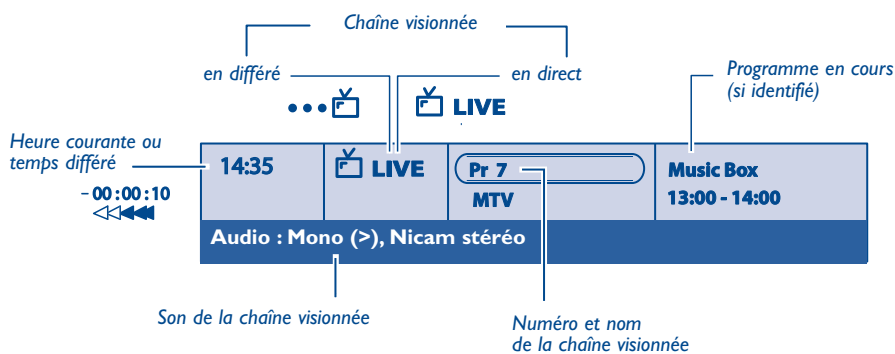 Chaîne visionnée
en différé
en direct
Programme en cours
(si identifié)
LIVE
Heure courante ou
temps différé
14:35
LIVE
Pr 7
Music Box
-00:00:10
MTV
13:00 - 14:00
Audio : Mono (>), Nicam stéréo
Son de la chaîne visionnée
Numéro et nom
de la chaîne visionnée